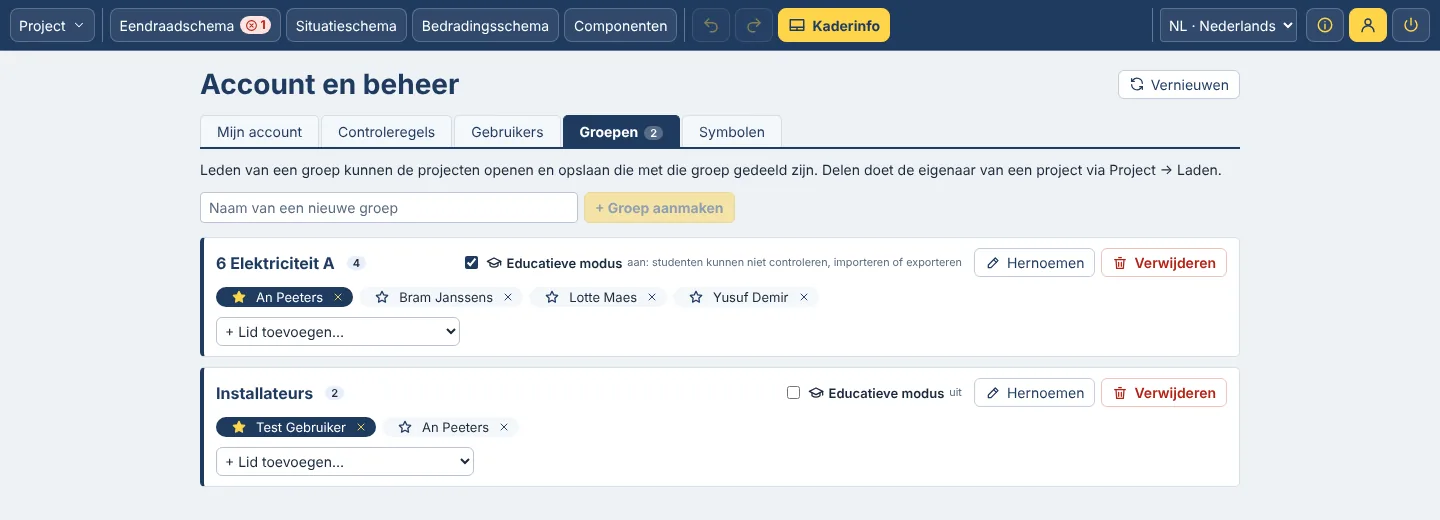 Project Eendraadschema 1 Situatieschema Bedradingsschema Componenten Kaderinfo NL · Nederlands
Account en beheer Vernieuwen
Mijn account Controleregels Gebruikers Groepen 2 Symbolen
Leden van een groep kunnen de projecten openen en opslaan die met die groep gedeeld zijn. Delen doet de eigenaar van een project via Project → Laden.
Naam van een nieuwe groep + Groep aanmaken
6 Elektriciteit A 4 Educatieve modus aan: studenten kunnen niet controleren, importeren of exporteren Hernoemen Verwijderen
An Peeters × Bram Janssens × Lotte Maes × Yusuf Demir ×
+ Lid toevoegen...
Installateurs 2 Educatieve modus uit Hernoemen Verwijderen
Test Gebruiker × An Peeters ×
+ Lid toevoegen...